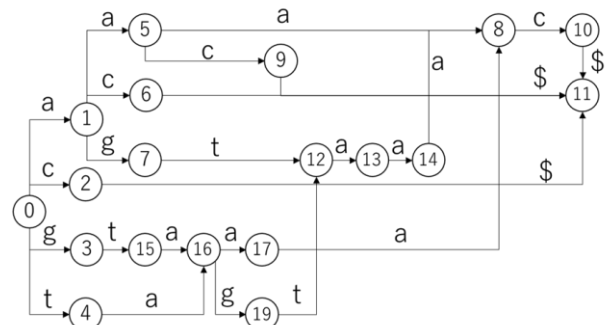 a 5 a 8 c 10
c 9 $
a
a 1 c 6 $ 11
g 7 t 12 a 13 a 14
c 2 $
0
g 3 t 15 a 16 a 17 a
t 4 a g 19 t